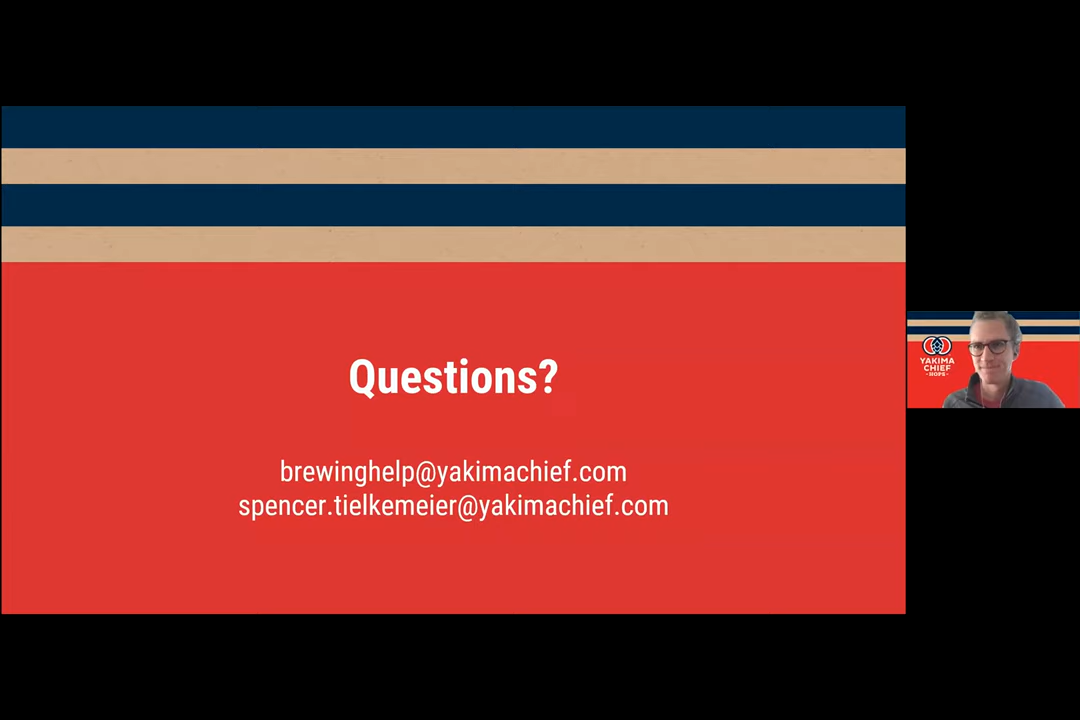 Questions?
brewinghelp@yakimachief.com
spencer.tielkemeier@yakimachief.com
YAKIMA
CHIEF
HOPS